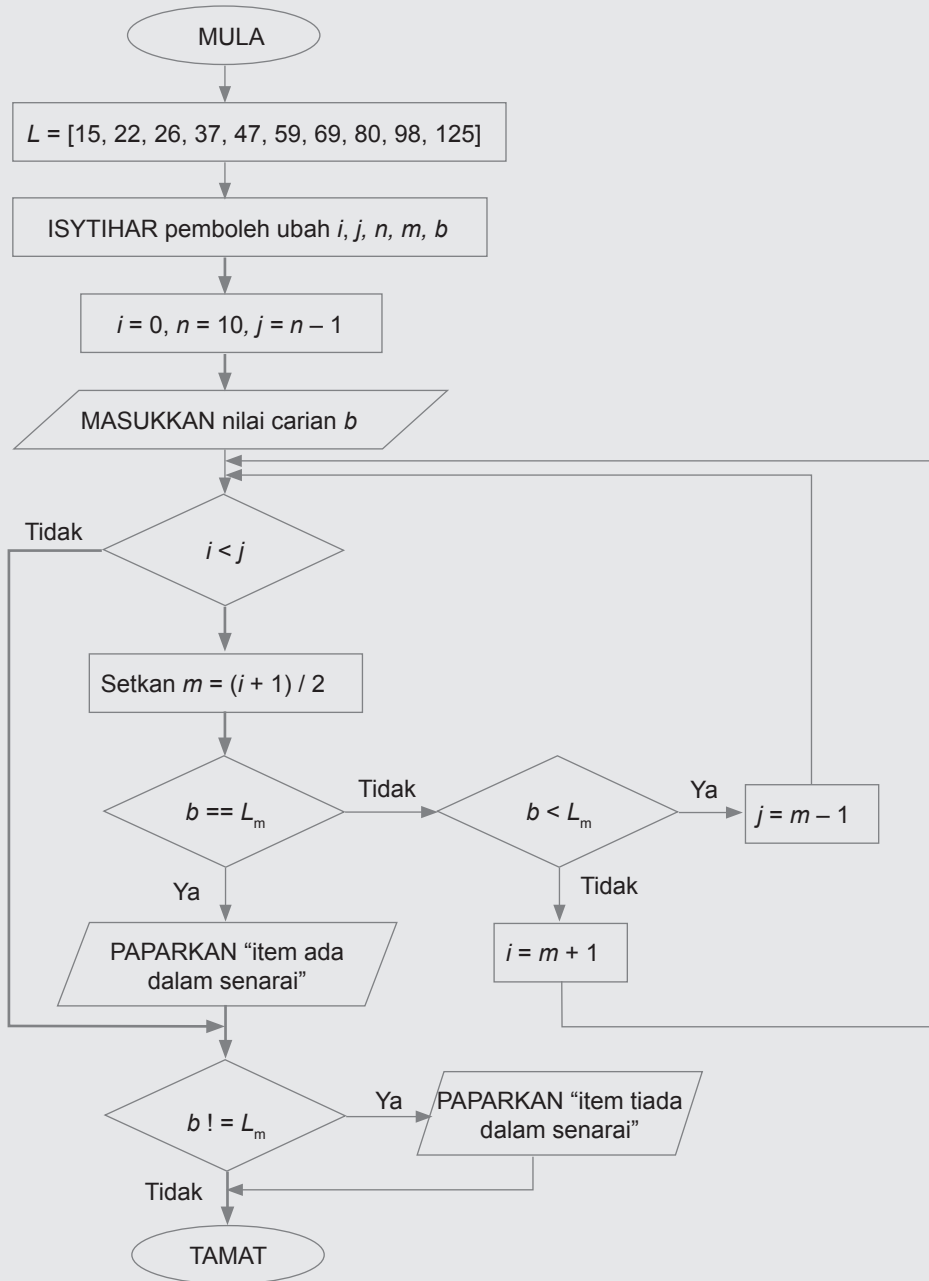 MULA
L = [15, 22, 26, 37, 47, 59, 69, 80, 98, 125]
ISYTIHAR pemboleh ubah i, j, n, m, b
i = 0, n = 10, j = n – 1
MASUKKAN nilai carian b
Tidak
i < j
Setkan m = (i + 1) / 2
b == Lm
Tidak
b < Lm
Ya
j = m – 1
Ya
Tidak
PAPARKAN “item ada
dalam senarai”
i = m + 1
b ! = Lm
Ya
PAPARKAN “item tiada
dalam senarai”
Tidak
TAMAT